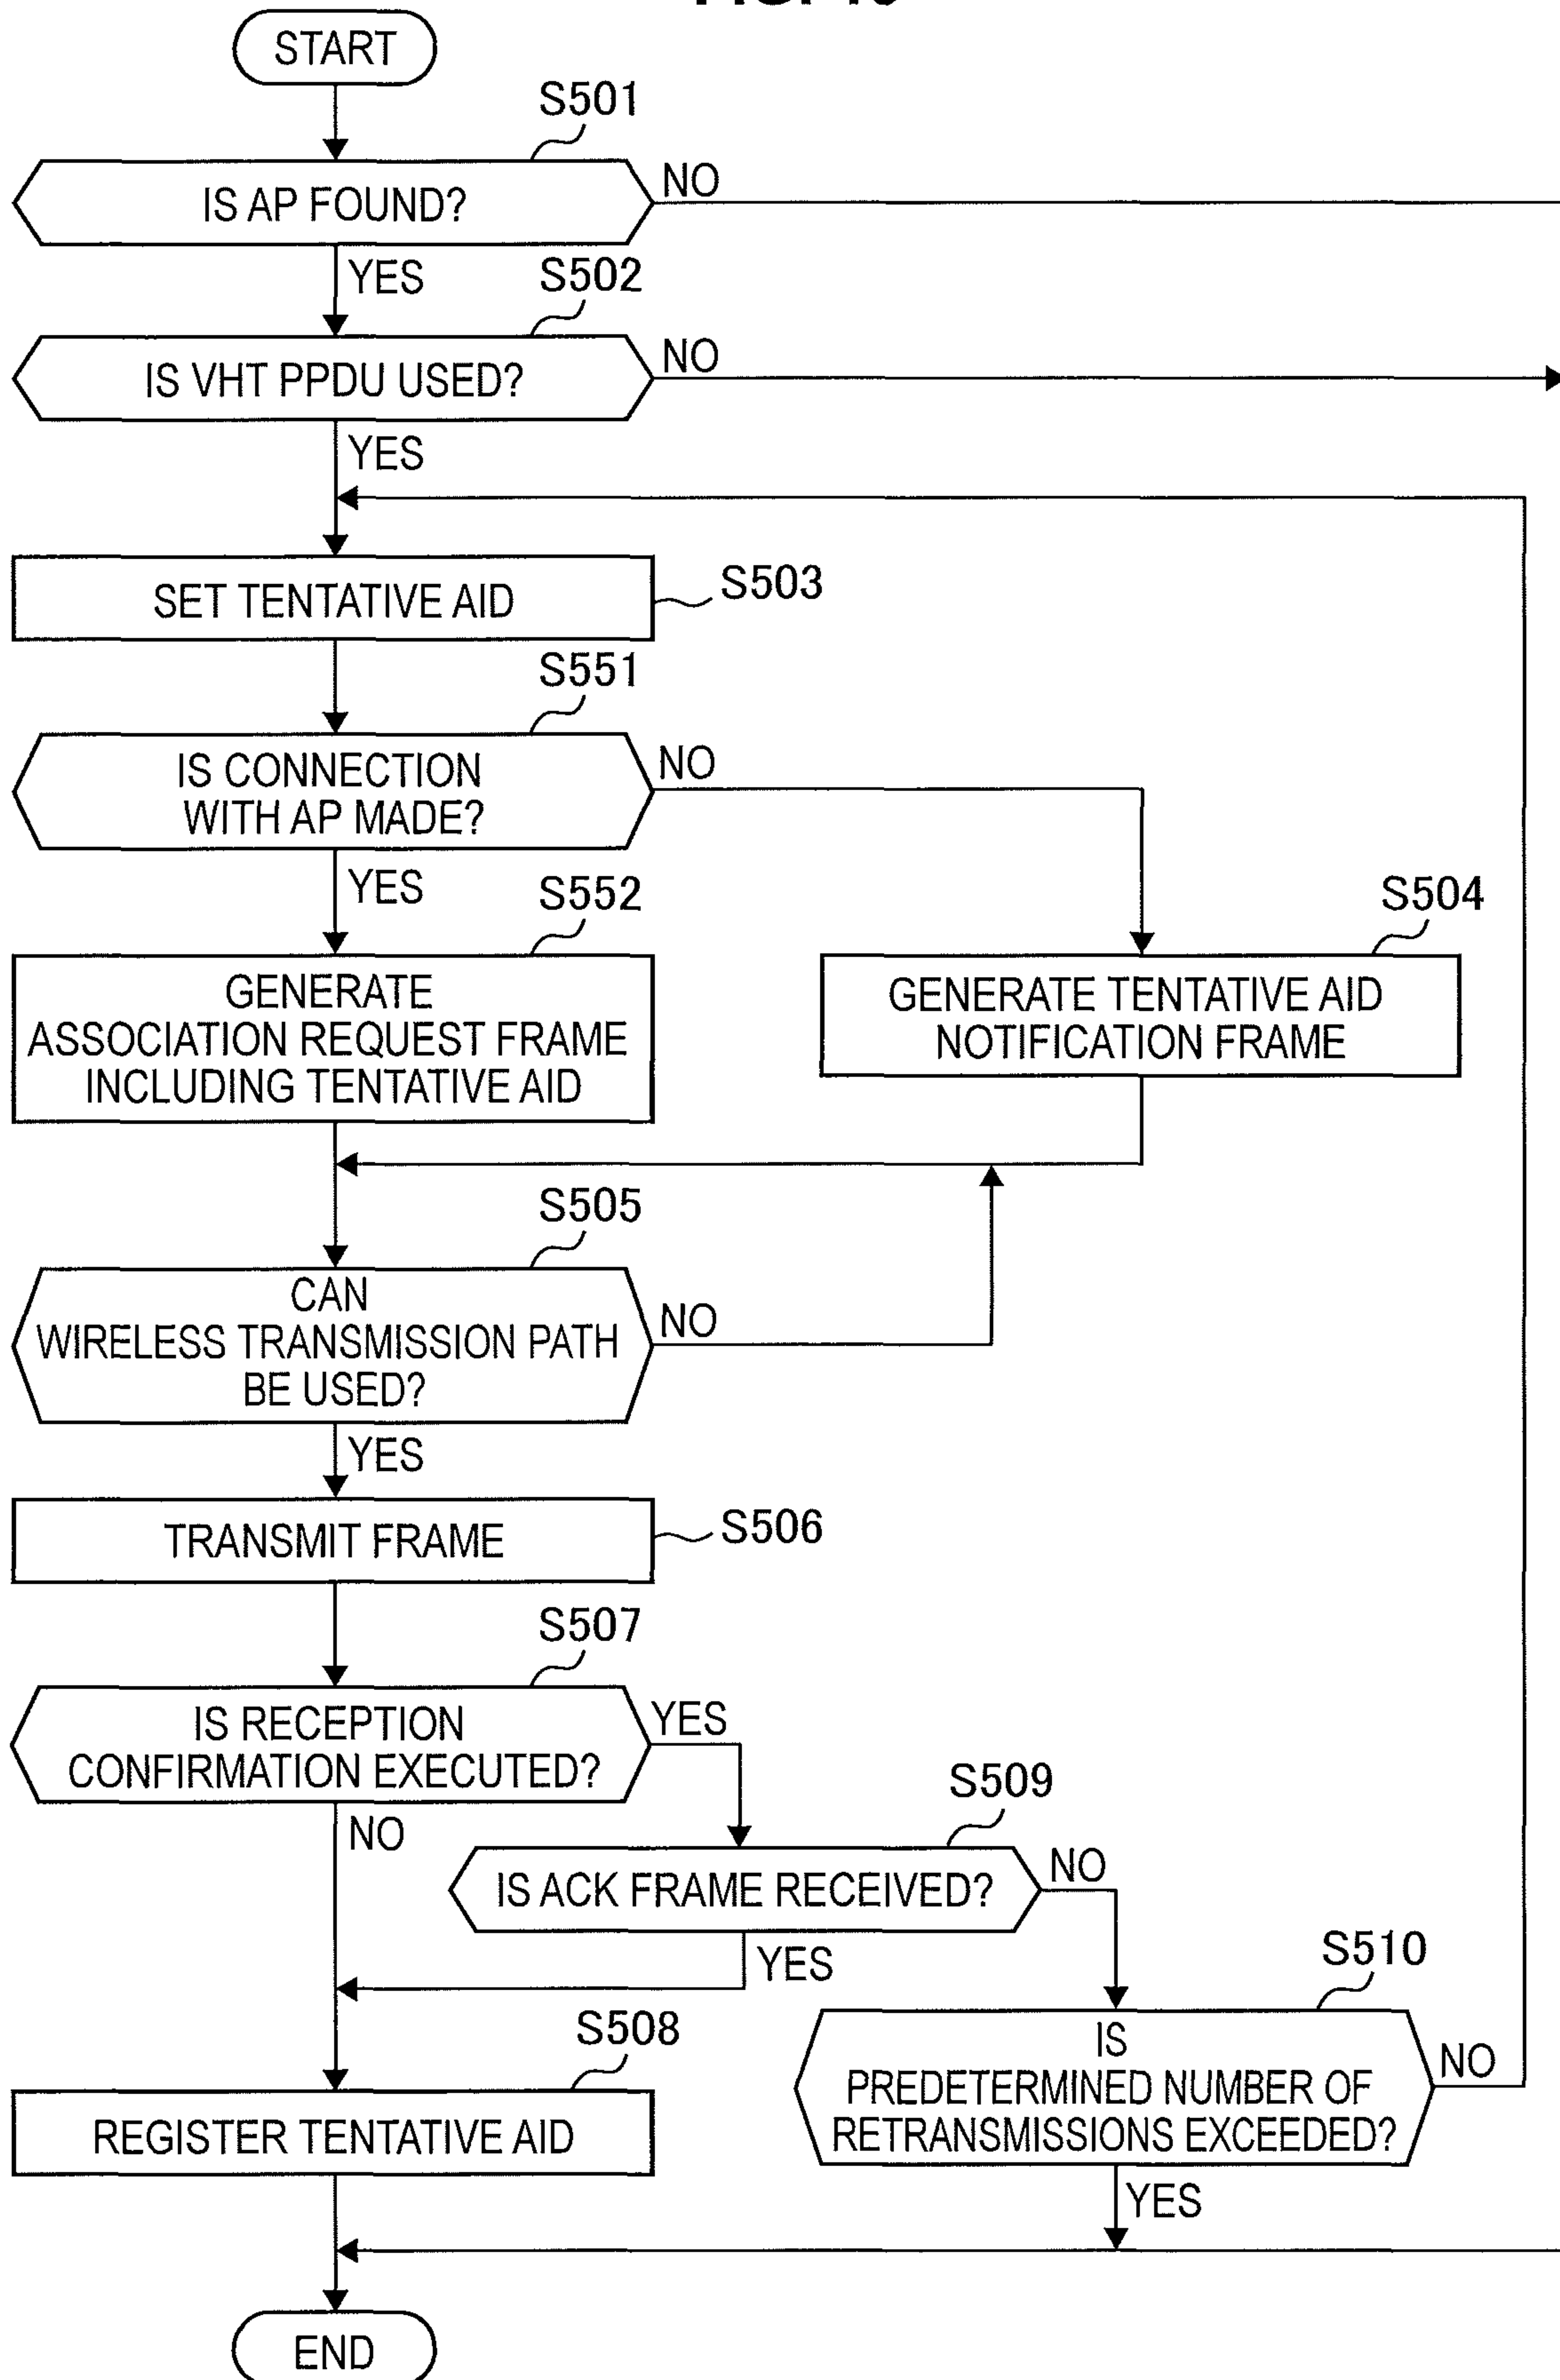 START
S501
IS AP FOUND?
NO
YES
S502
IS VHT PPDU USED?
NO
YES
SET TENTATIVE AID
S503
S551
IS CONNECTION
WITH AP MADE?
NO
YES
S552
GENERATE
ASSOCIATION REQUEST FRAME
INCLUDING TENTATIVE AID
S504
GENERATE TENTATIVE AID
NOTIFICATION FRAME
S505
CAN
WIRELESS TRANSMISSION PATH
BE USED?
NO
YES
TRANSMIT FRAME
S506
S507
IS RECEPTION
CONFIRMATION EXECUTED?
YES
NO
S509
IS ACK FRAME RECEIVED?
NO
YES
S510
IS
PREDETERMINED NUMBER OF
RETRANSMISSIONS EXCEEDED?
NO
YES
S508
REGISTER TENTATIVE AID
END